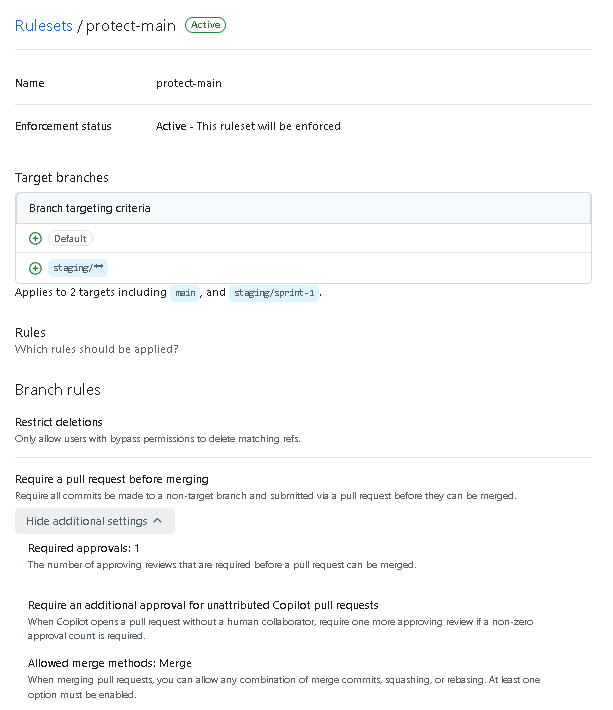 Rulesets / protect-main Active
Name protect-main
Enforcement status Active - This ruleset will be enforced
Target branches
Branch targeting criteria
Default
staging/**
Applies to 2 targets including main, and staging/sprint-1.
Rules
Which rules should be applied?
Branch rules
Restrict deletions
Only allow users with bypass permissions to delete matching refs.
Require a pull request before merging
Require all commits be made to a non-target branch and submitted via a pull request before they can be merged.
Hide additional settings
Required approvals: 1
The number of approving reviews that are required before a pull request can be merged.
Require an additional approval for unattributed Copilot pull requests
When Copilot opens a pull request without a human collaborator, require one more approving review if a non-zero
approval count is required.
Allowed merge methods: Merge
When merging pull requests, you can allow any combination of merge commits, squashing, or rebasing. At least one
option must be enabled.